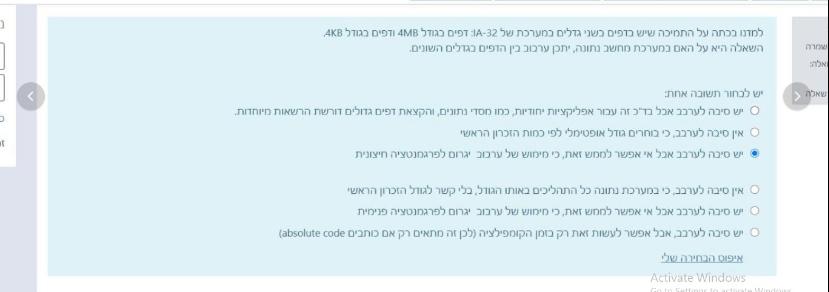 למדנו בכתה על התמיכה שיש בדפים בשני גדלים במערכת של IA-32: דפים בגודל 4MB ודפים בגודל 4KB.
השאלה היא על האם במערכת מחשב נתונה, יתכן ערבוב בין הדפים בגדלים השונים.
יש לבחור תשובה אחת:
יש סיבה לערבב אבל בד"כ זה עבור אפליקציות יחודיות, כמו מסדי נתונים, והקצאת דפים גדולים דורשת הרשאות מיוחדות.
אין סיבה לערבב, כי בוחרים גודל אופטימלי לפי כמות הזכרון הראשי
יש סיבה לערבב אבל אי אפשר לממש זאת, כי מימוש של ערבוב יגרום לפרגמנטציה חיצונית
אין סיבה לערבב, כי במערכת נתונה כל התהליכים באותו הגודל, בלי קשר לגודל הזכרון הראשי
יש סיבה לערבב אבל אי אפשר לממש זאת, כי מימוש של ערבוב יגרום לפרגמנטציה פנימית
יש סיבה לערבב, אבל אפשר לעשות זאת רק בזמן הקומפילציה (לכן זה מתאים רק אם כותבים absolute code)
איפוס הבחירה שלי
Activate Windows
Go to Settings to activate Windows